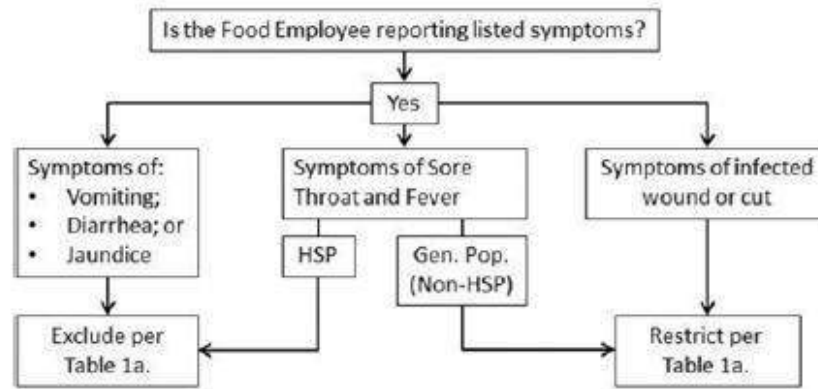 Is the Food Employee reporting listed symptoms?
Yes
Symptoms of:
• Vomiting;
• Diarrhea; or
• Jaundice
Symptoms of Sore
Throat and Fever
Symptoms of infected
wound or cut
HSP
Gen. Pop.
(Non-HSP)
Exclude per
Table 1a.
Restrict per
Table 1a.